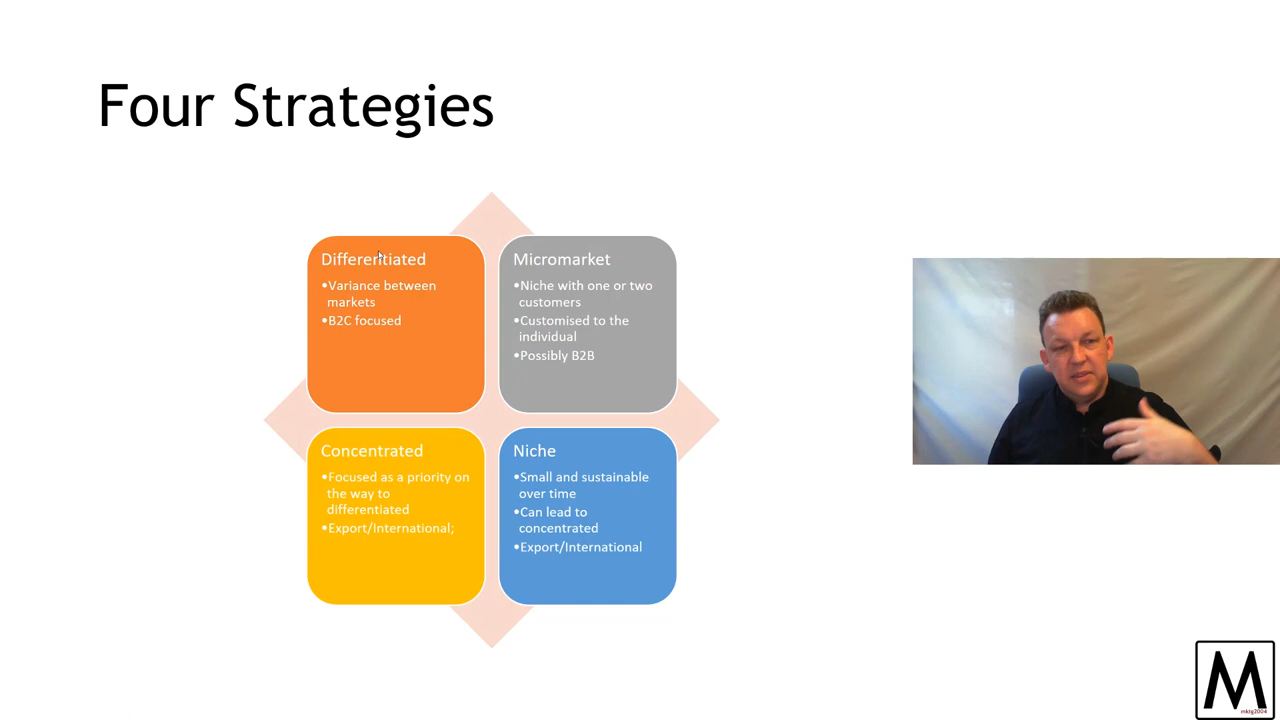 Four Strategies
Differentiated
•Variance between
markets
•B2C focused
Micromarket
•Niche with one or two
customers
•Customised to the
individual
•Possibly B2B
Concentrated
•Focused as a priority on
the way to
differentiated
•Export/International;
Niche
•Small and sustainable
over time
•Can lead to
concentrated
•Export/International
M
mktg2004